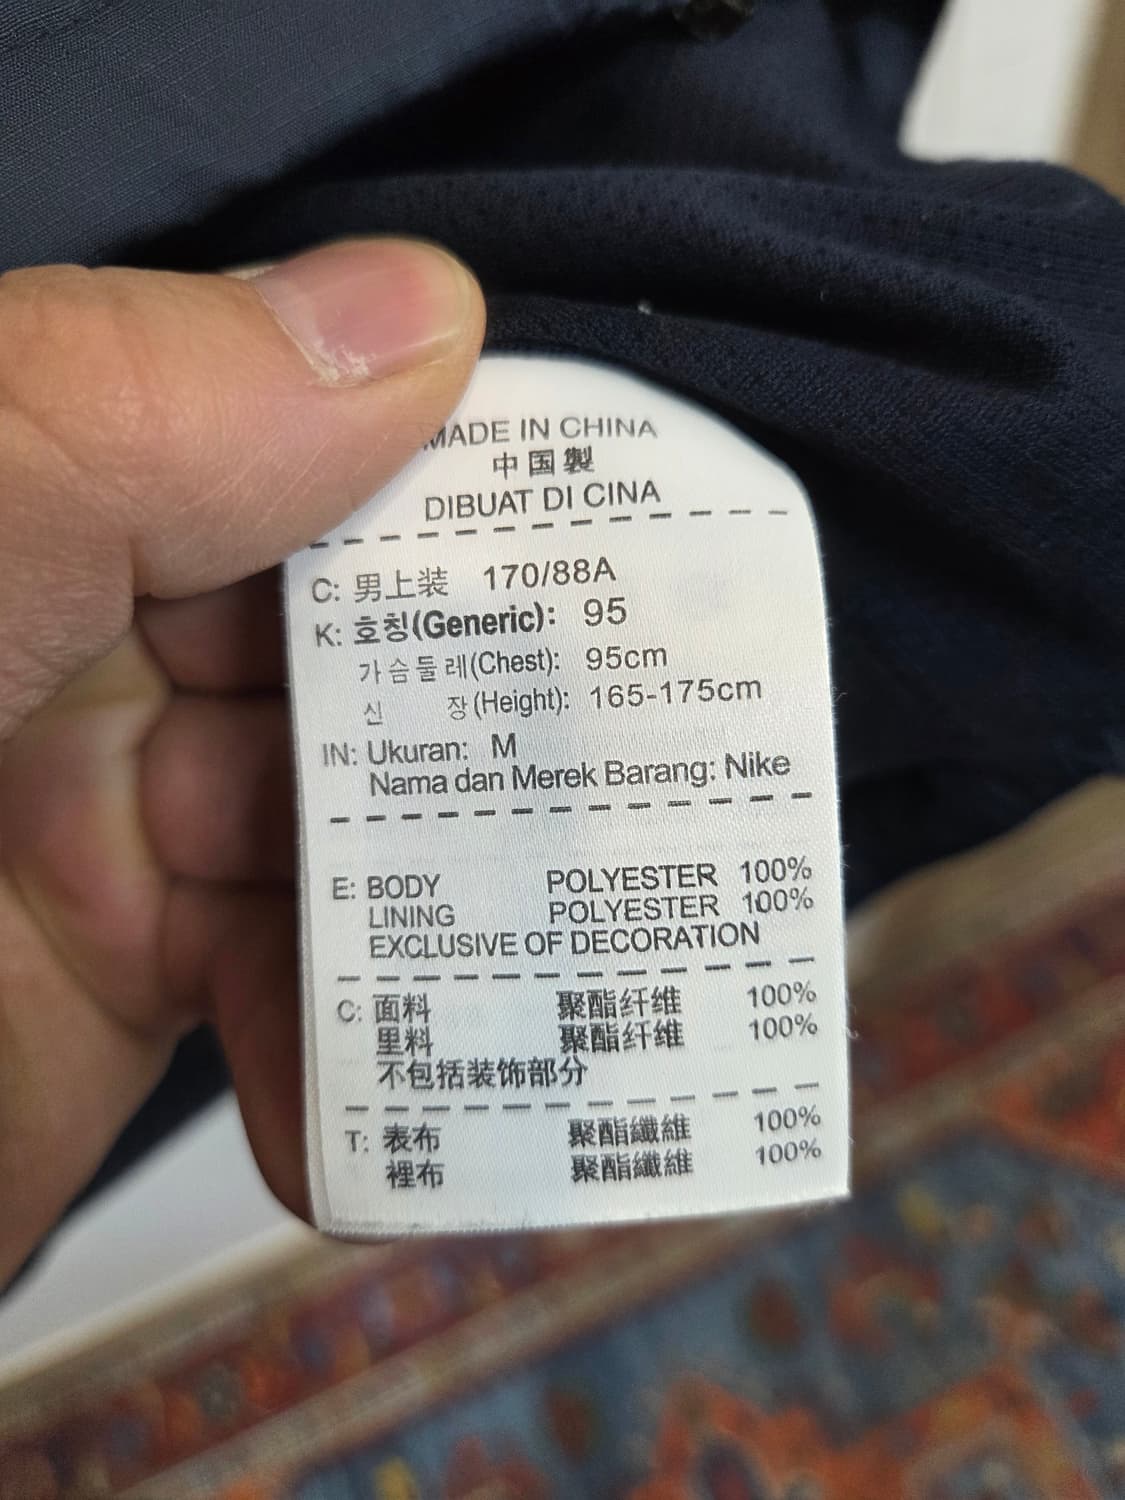 MADE IN CHINA
中国製
DIBUAT DI CINA
C: 男上装 170/88A
K: 호칭(Generic): 95
가슴둘레(Chest): 95cm
신 장(Height): 165-175cm
IN: Ukuran: M
Nama dan Merek Barang: Nike
E: BODY POLYESTER 100%
LINING POLYESTER 100%
EXCLUSIVE OF DECORATION
C: 面料 聚酯纤维 100%
里料 聚酯纤维 100%
不包括装饰部分
T: 表布 聚酯纖維 100%
裡布 聚酯纖維 100%